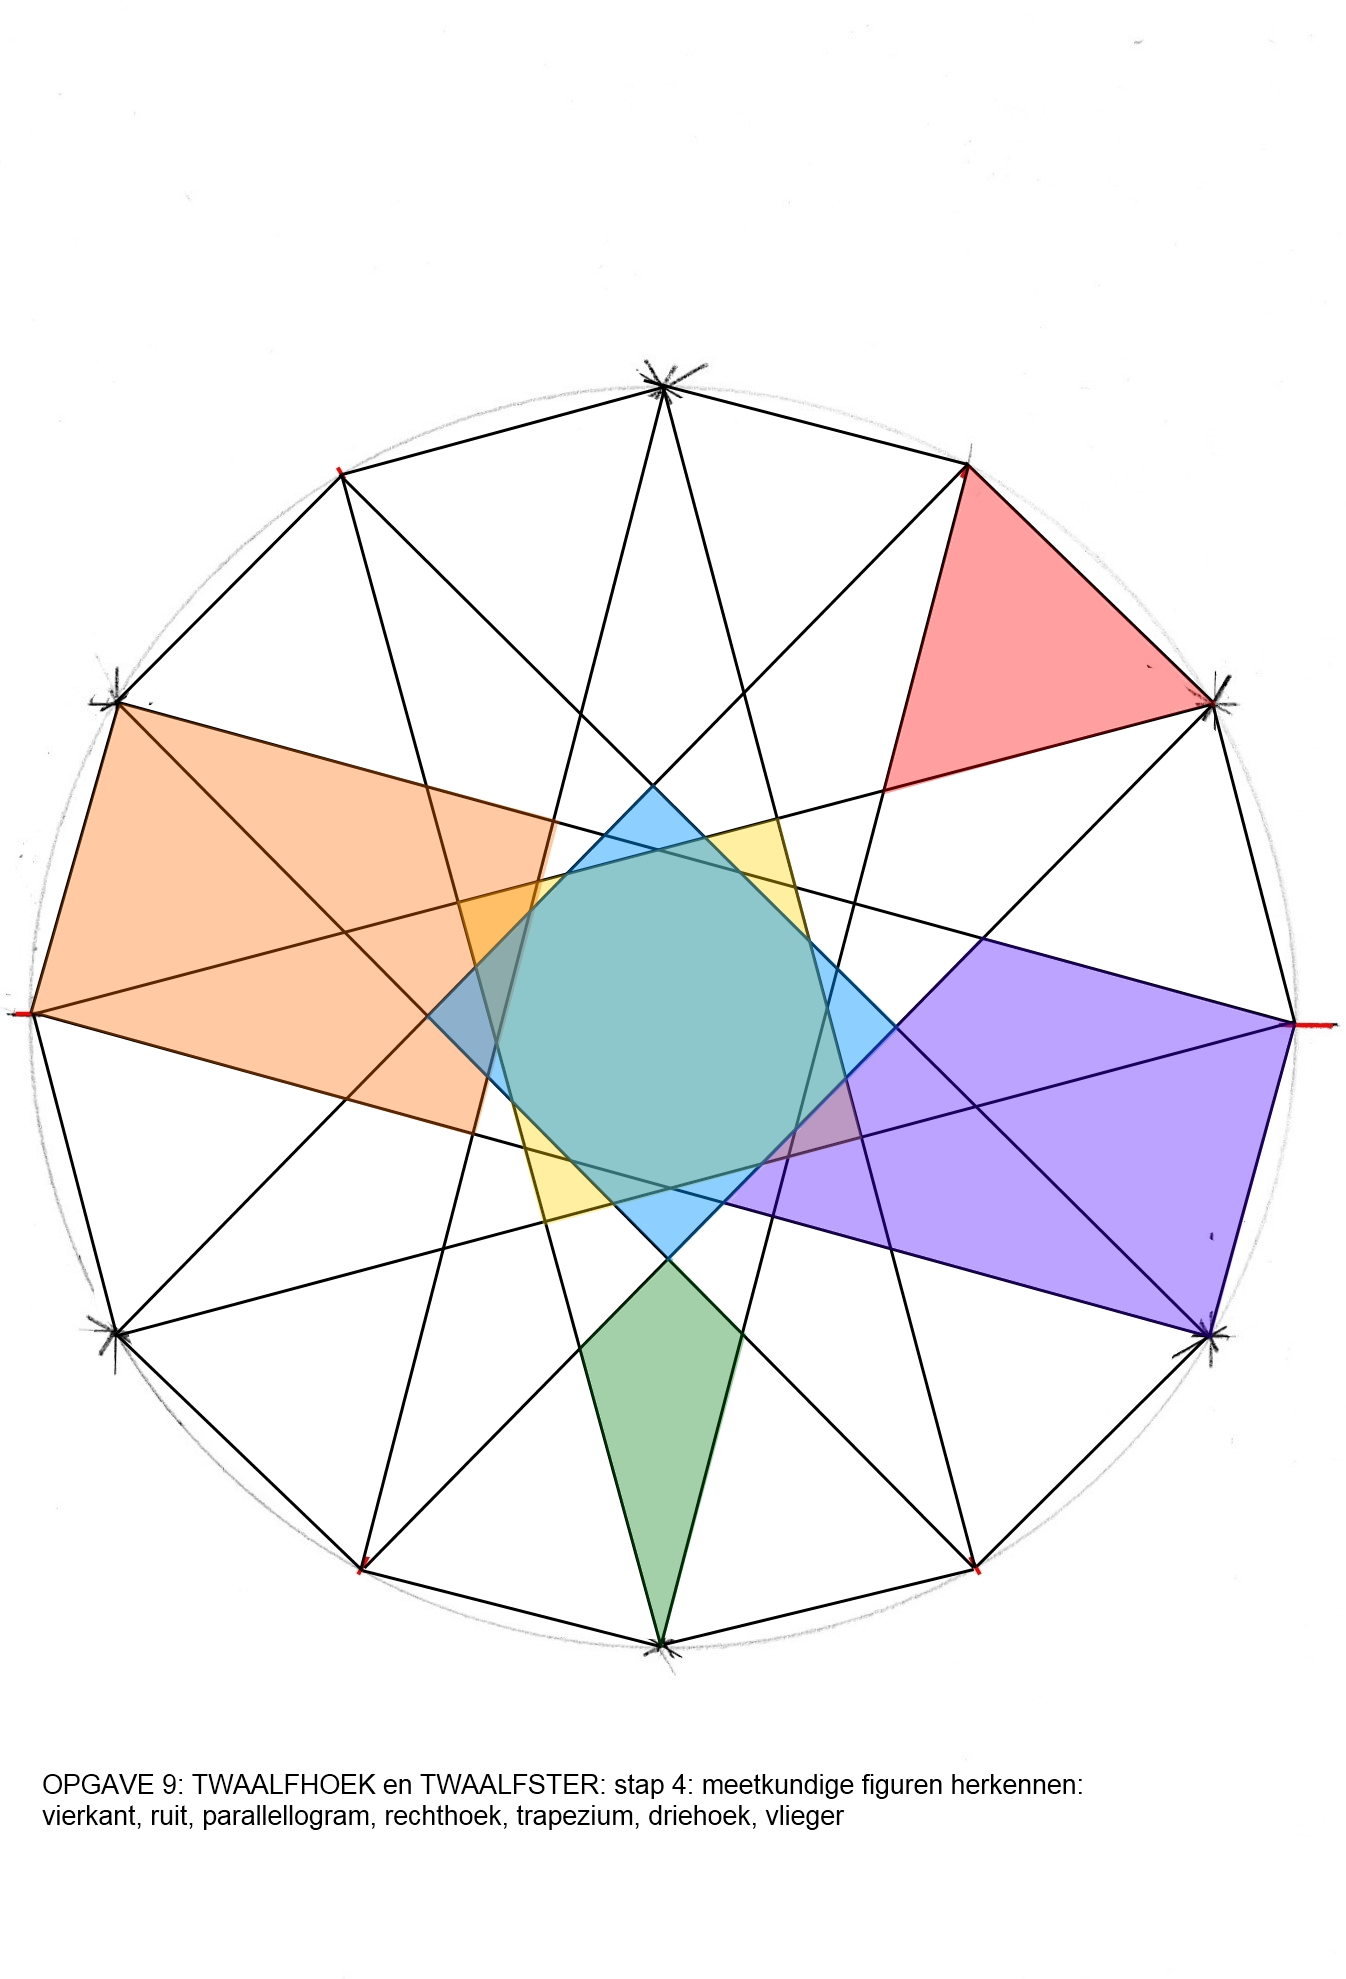 OPGAVE 9: TWAALFHOEK en TWAALFSTER: stap 4: meetkundige figuren herkennen:
vierkant, ruit, parallellogram, rechthoek, trapezium, driehoek, vlieger